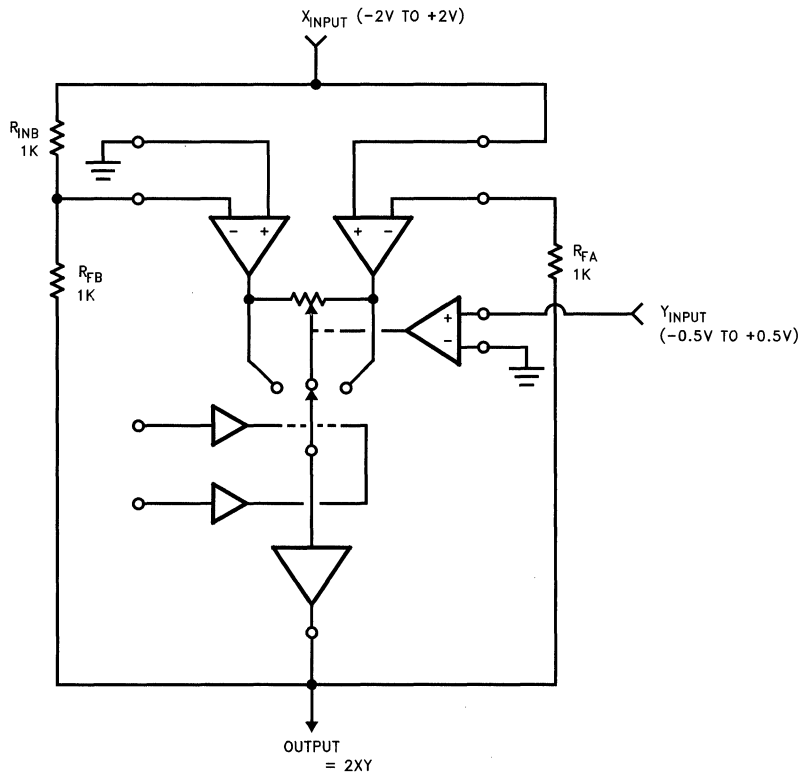 XINPUT (-2V TO +2V)
RINB
1K
RFB
1K
- +
+ -
RFA
1K
+
-
YINPUT
(-0.5V TO +0.5V)
OUTPUT
= 2XY